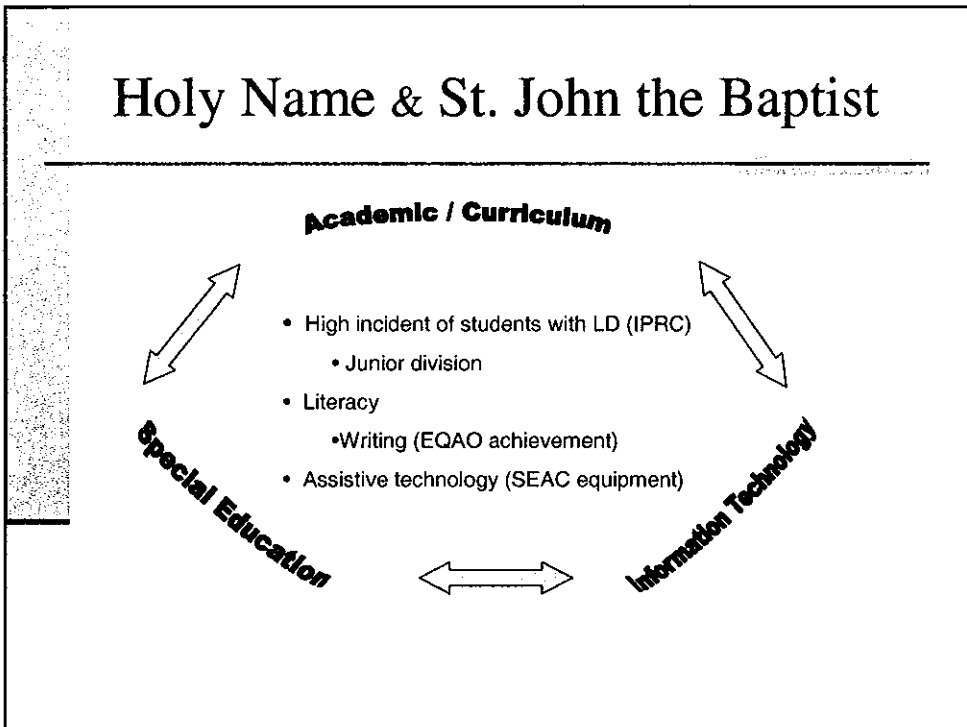 Holy Name & St. John the Baptist
Academic / Curriculum
• High incident of students with LD (IPRC)
• Junior division
• Literacy
•Writing (EQAO achievement)
• Assistive technology (SEAC equipment)
Special Education
Information Technology